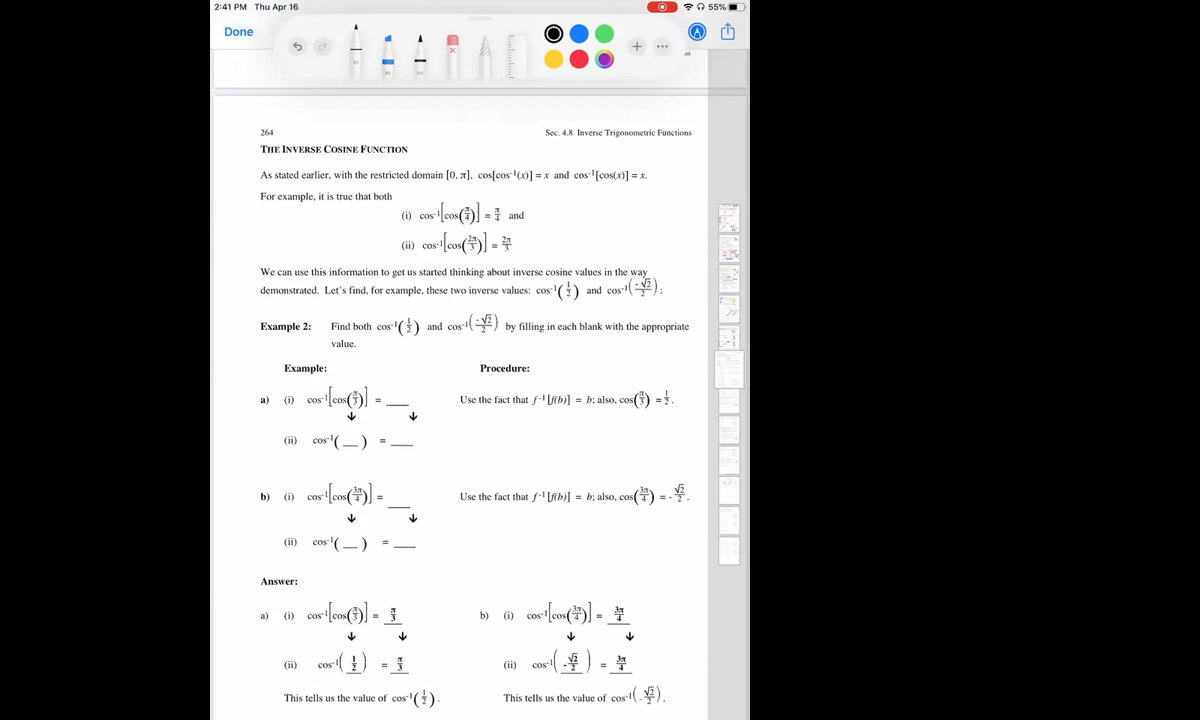 2:41 PM Thu Apr 16
55%
Done
264
Sec. 4.8 Inverse Trigonometric Functions
THE INVERSE COSINE FUNCTION
As stated earlier, with the restricted domain [0, π], cos[cos⁻¹(x)] = x and cos⁻¹[cos(x)] = x.
For example, it is true that both
(i) cos⁻¹[cos(π/4)] = π/4 and
(ii) cos⁻¹[cos(2π/3)] = 2π/3
We can use this information to get us started thinking about inverse cosine values in the way
demonstrated. Let's find, for example, these two inverse values: cos⁻¹(1/2) and cos⁻¹(-√2/2) :
Example 2: Find both cos⁻¹(1/2) and cos⁻¹(-√2/2) by filling in each blank with the appropriate
value.
Example: Procedure:
a) (i) cos⁻¹[cos(π/3)] = ___ Use the fact that f⁻¹[f(b)] = b; also, cos(π/3) = 1/2 .
↓ ↓
(ii) cos⁻¹( __ ) = ___
b) (i) cos⁻¹[cos(3π/4)] = ___ Use the fact that f⁻¹[f(b)] = b; also, cos(3π/4) = - √2/2 .
↓ ↓
(ii) cos⁻¹( __ ) = ___
Answer:
a) (i) cos⁻¹[cos(π/3)] = π/3 b) (i) cos⁻¹[cos(3π/4)] = 3π/4
↓ ↓ ↓ ↓
(ii) cos⁻¹( 1/2 ) = π/3 (ii) cos⁻¹( -√2/2 ) = 3π/4
This tells us the value of cos⁻¹(1/2) . This tells us the value of cos⁻¹(-√2/2) .